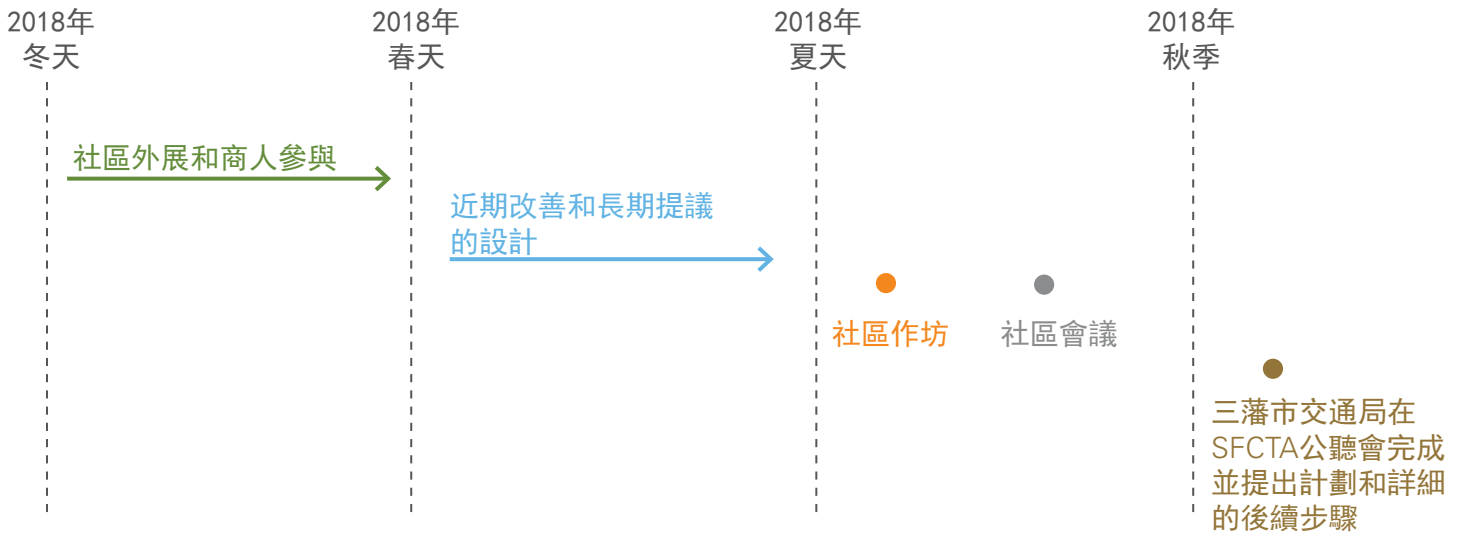 2018年
冬天
2018年
春天
2018年
夏天
2018年
秋季
社區外展和商人參與
近期改善和長期提議
的設計
社區作坊
社區會議
三藩市交通局在
SFCTA公聽會完成
並提出計劃和詳細
的後續步驟